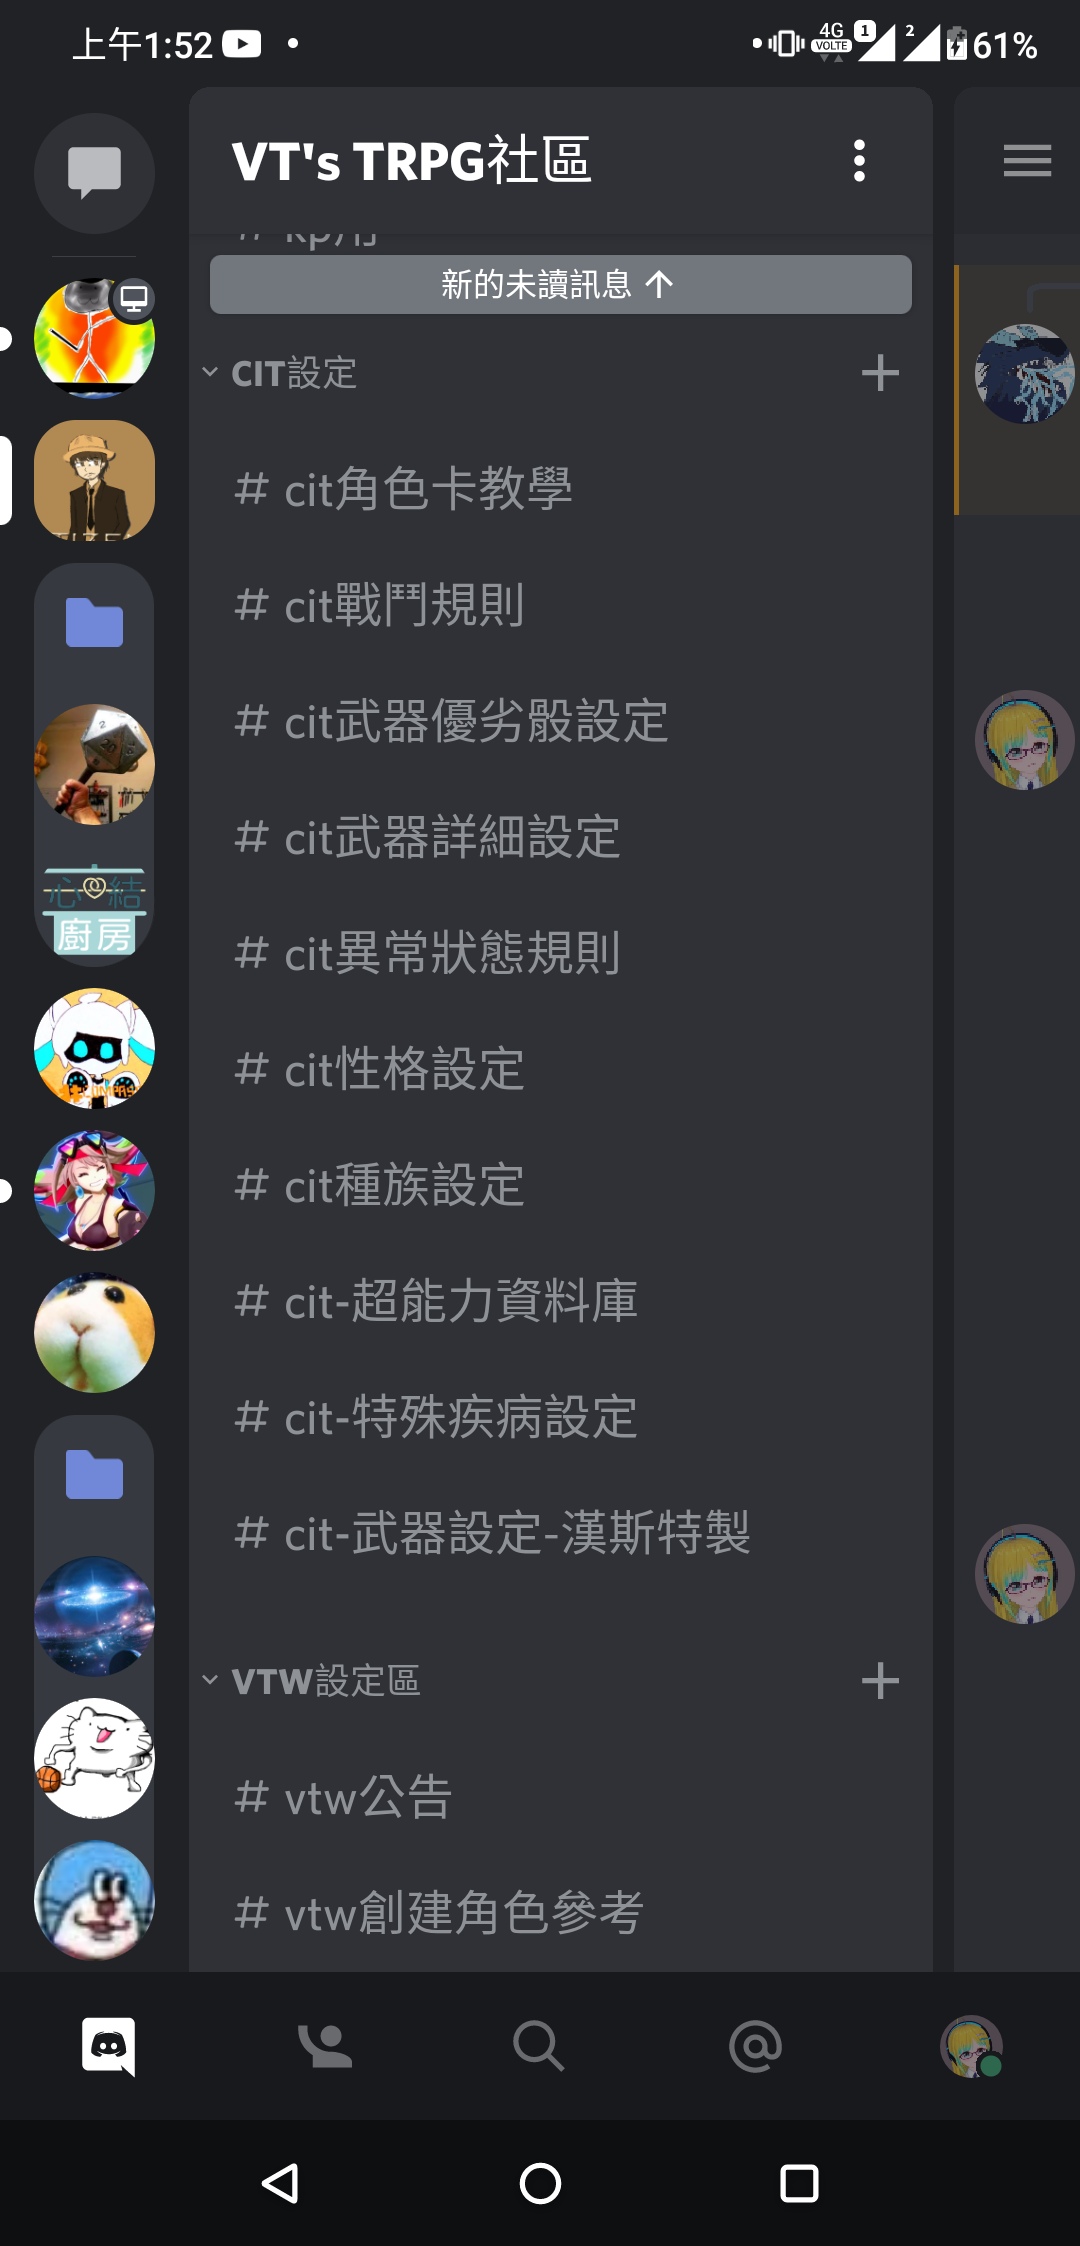 上午1:52
4G
VOLTE
1
2
61%
VT's TRPG社區
# kp用
新的未讀訊息 ↑
CIT設定
# cit角色卡教學
# cit戰鬥規則
# cit武器優劣骰設定
# cit武器詳細設定
# cit異常狀態規則
# cit性格設定
# cit種族設定
# cit-超能力資料庫
# cit-特殊疾病設定
# cit-武器設定-漢斯特製
VTW設定區
# vtw公告
# vtw創建角色參考
心結
廚房
20